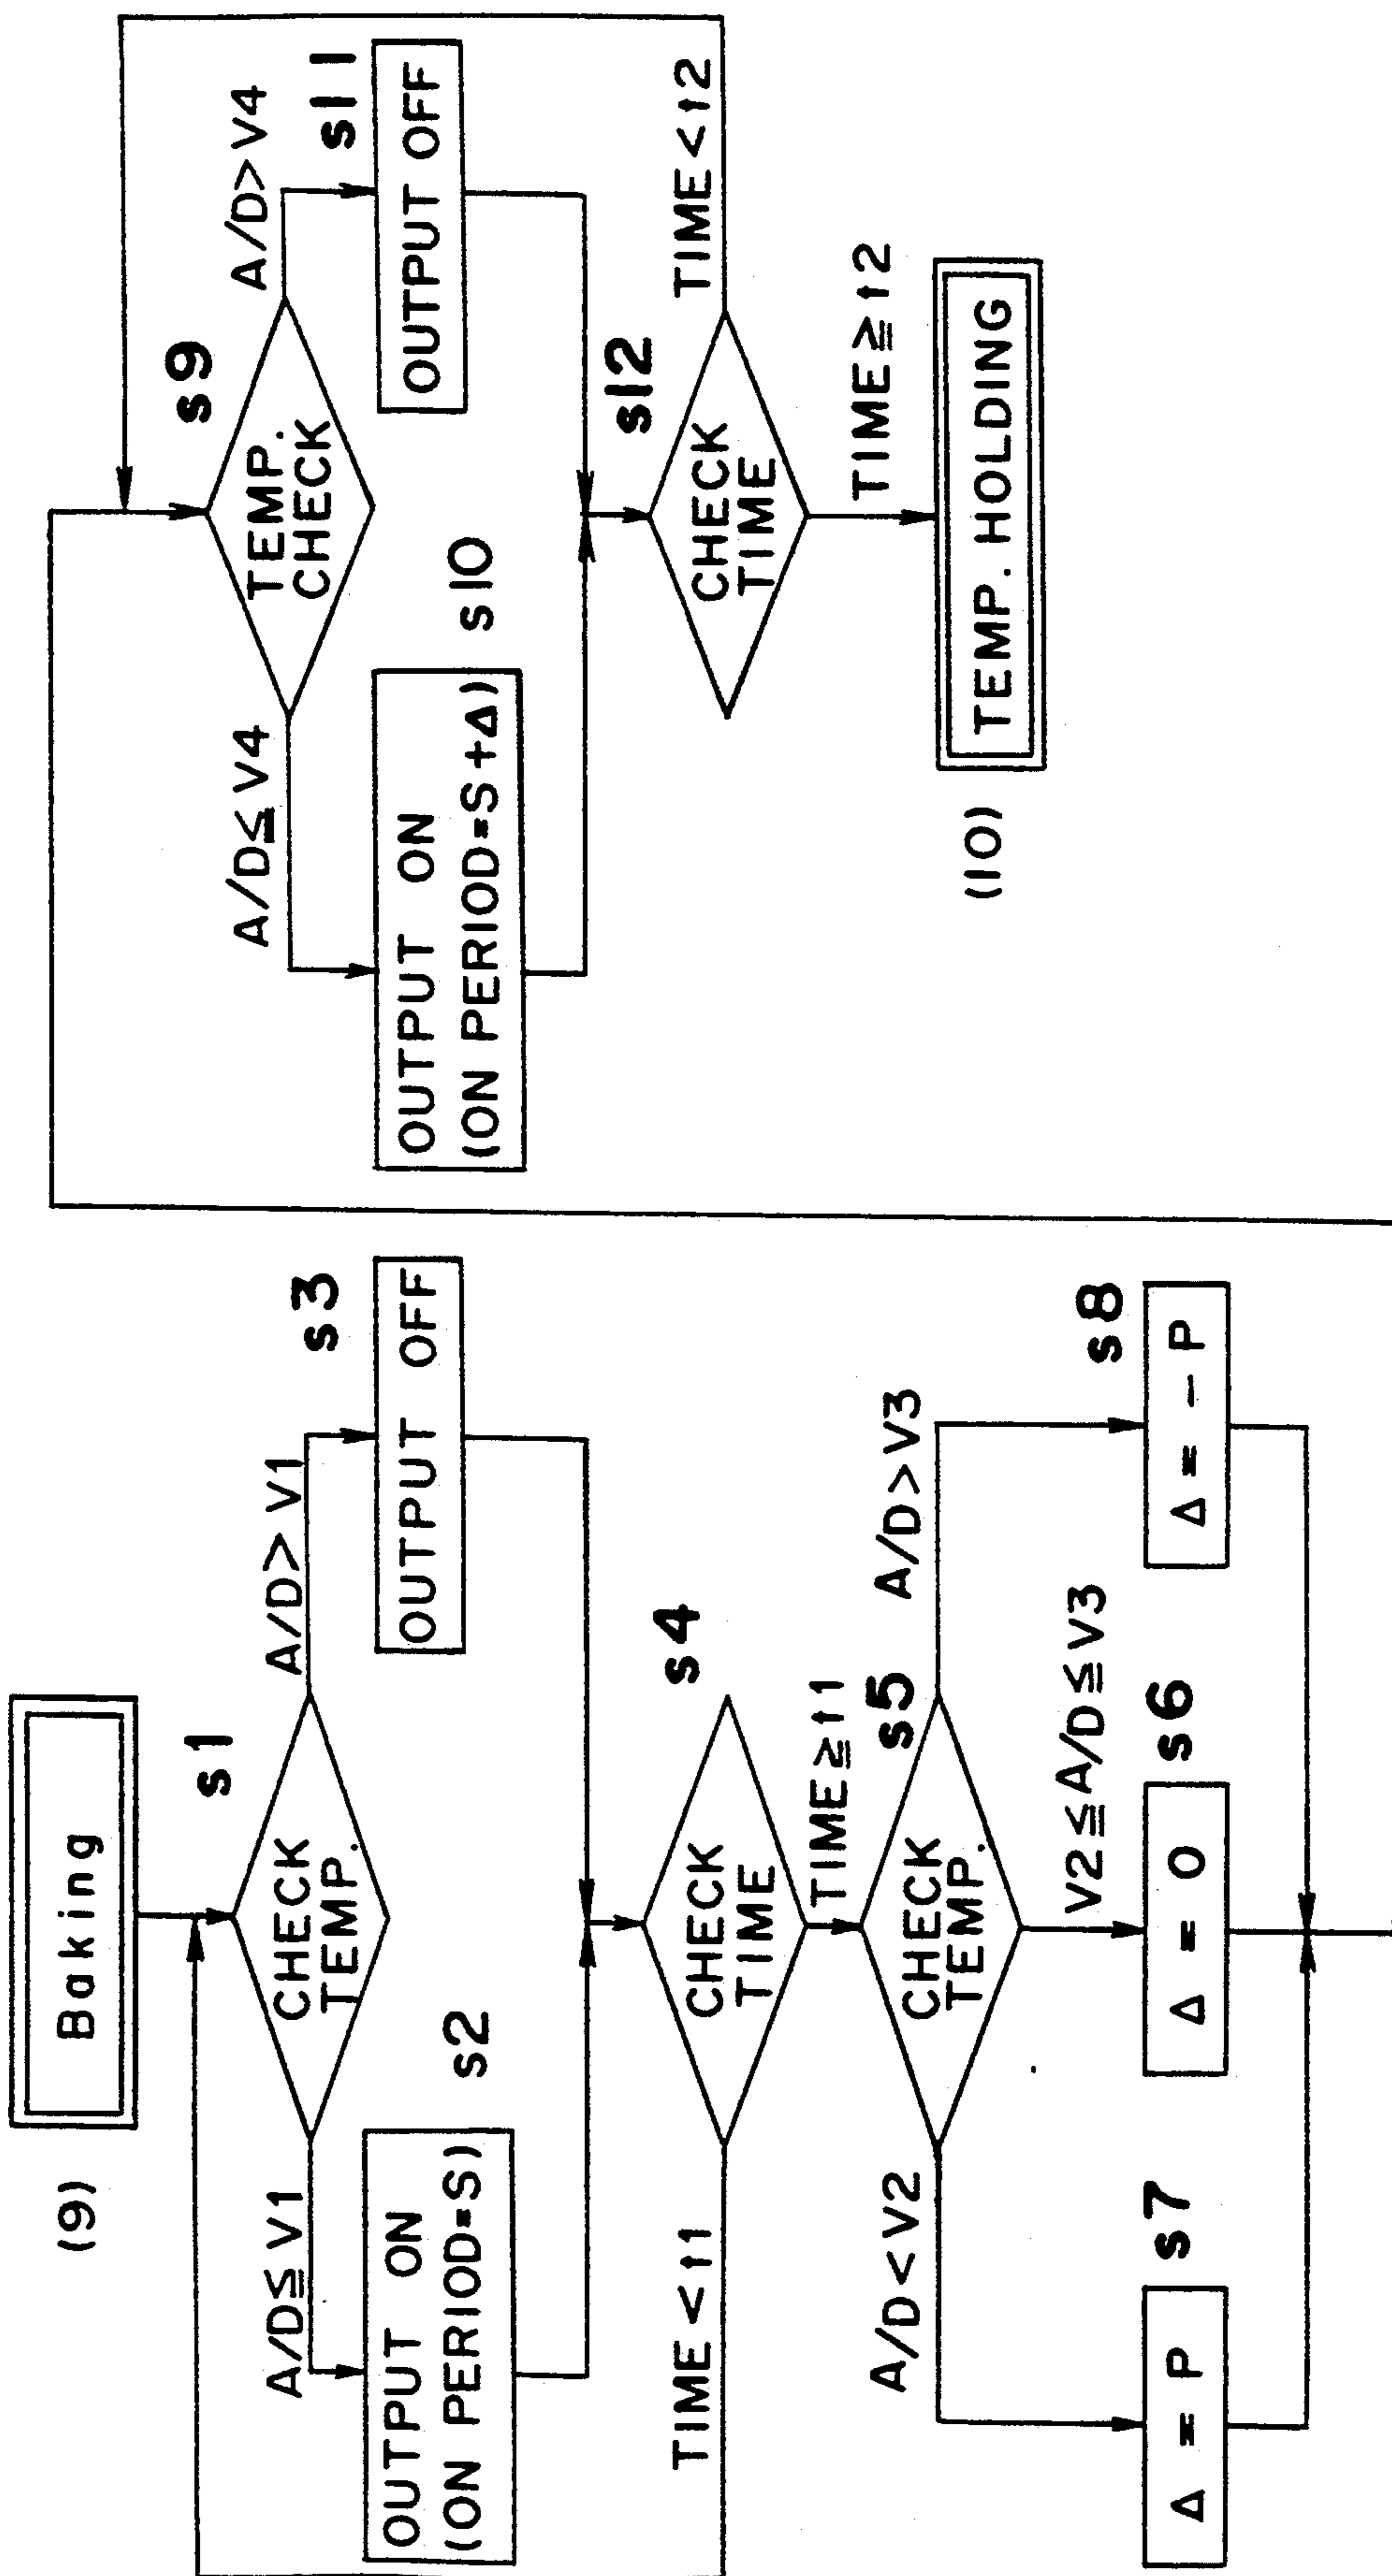 (9)
Baking
s1
CHECK
TEMP.
A/D≦V1
A/D>V1
s2
OUTPUT ON
(ON PERIOD=S)
s3
OUTPUT OFF
s4
CHECK
TIME
TIME<t1
TIME≧t1
s5
CHECK
TEMP.
A/D<V2
V2≦A/D≦V3
A/D>V3
s7
Δ = P
s6
Δ = 0
s8
Δ = - P
s9
TEMP.
CHECK
A/D≦V4
A/D>V4
s10
OUTPUT ON
(ON PERIOD=S+Δ)
s11
OUTPUT OFF
s12
CHECK
TIME
TIME<t2
TIME≧t2
(10)
TEMP. HOLDING